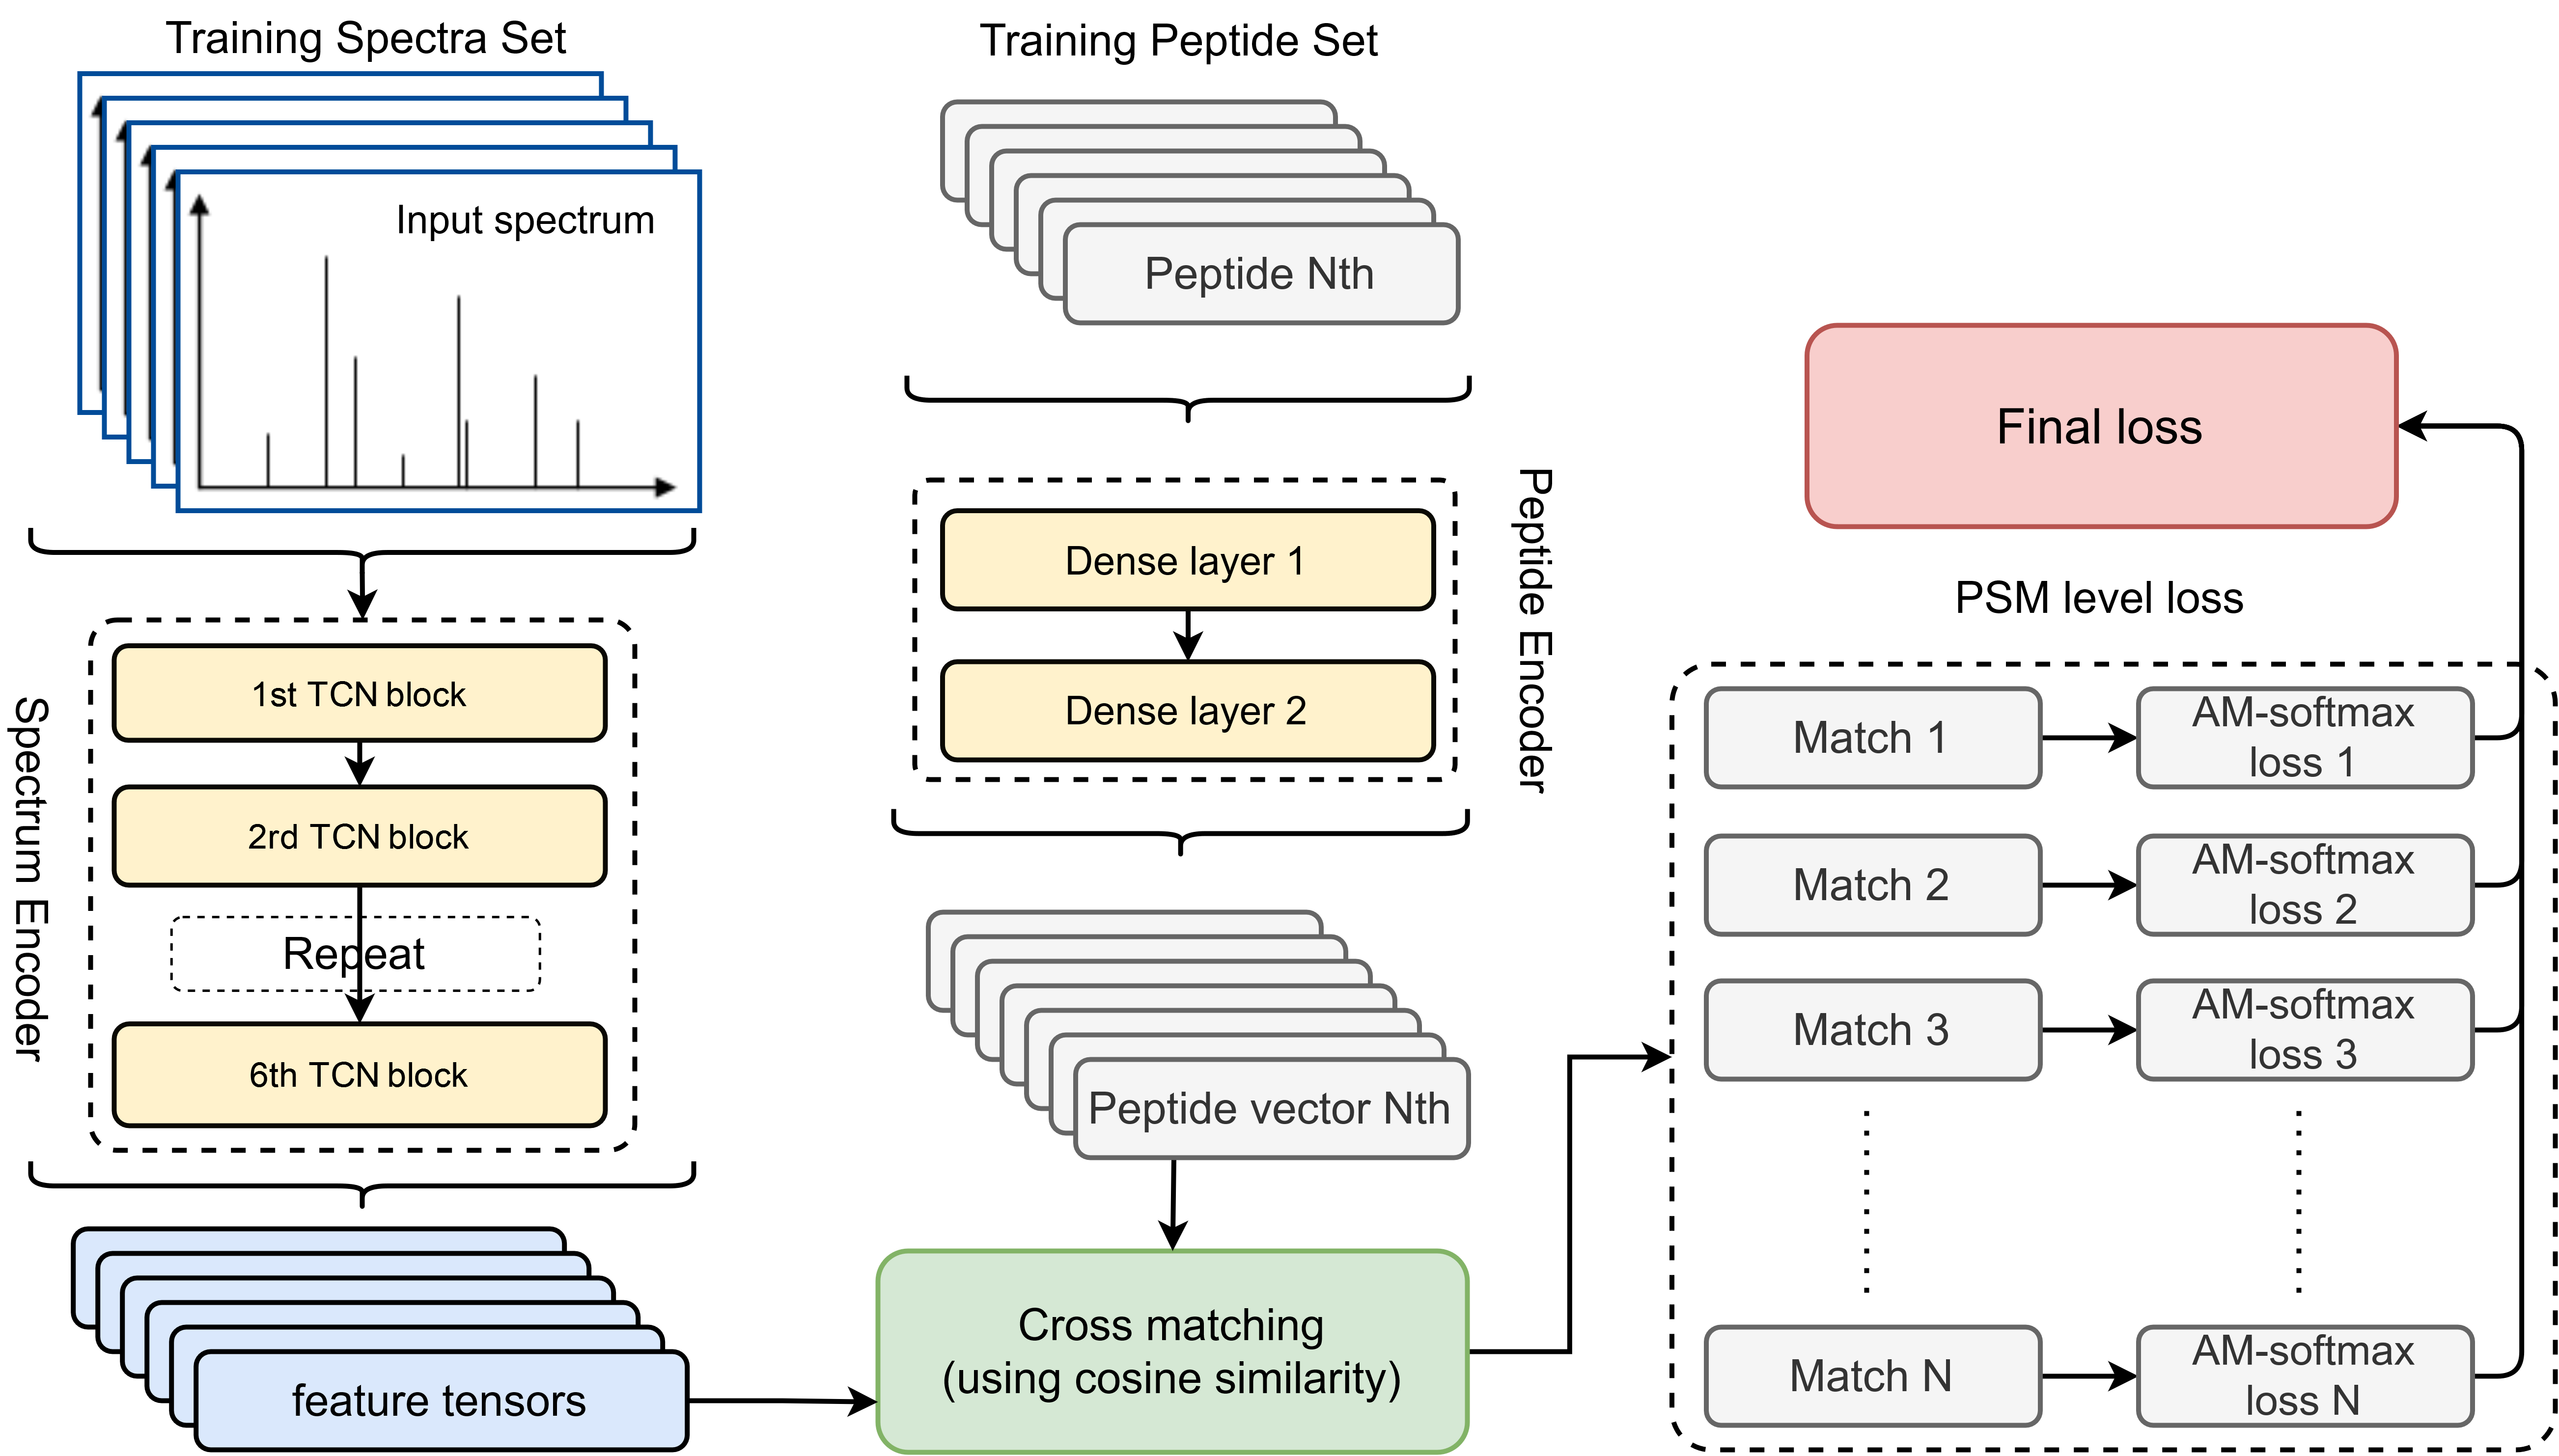 Training Spectra Set
Input spectrum
Spectrum Encoder
1st TCN block
2rd TCN block
Repeat
6th TCN block
feature tensors
Training Peptide Set
Peptide Nth
Peptide Encoder
Dense layer 1
Dense layer 2
Peptide vector Nth
Cross matching
(using cosine similarity)
Final loss
PSM level loss
Match 1
AM-softmax
loss 1
Match 2
AM-softmax
loss 2
Match 3
AM-softmax
loss 3
Match N
AM-softmax
loss N